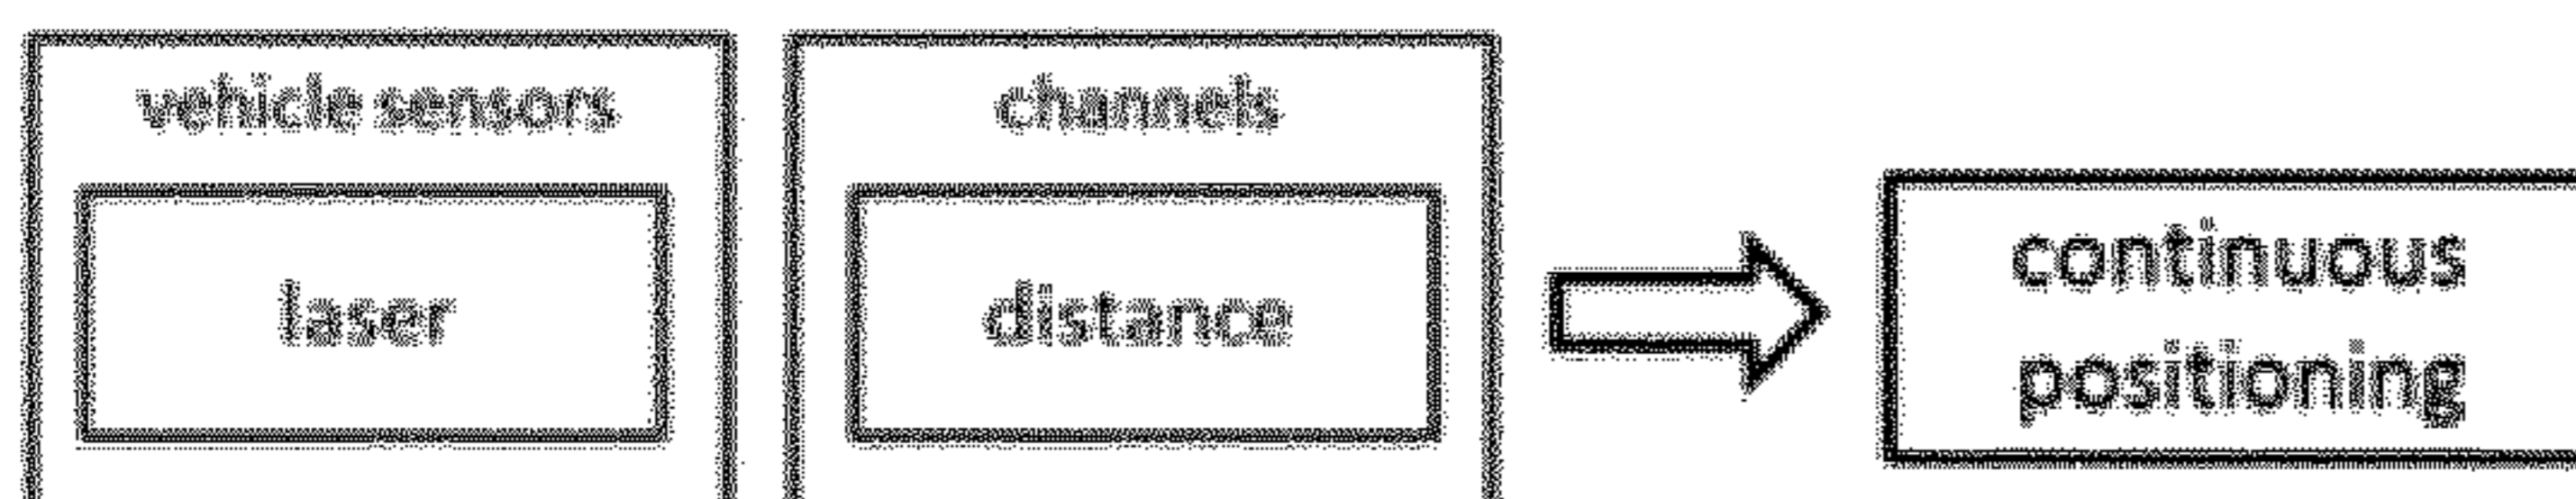 vehicle sensors
laser
channels
distance
continuous
positioning